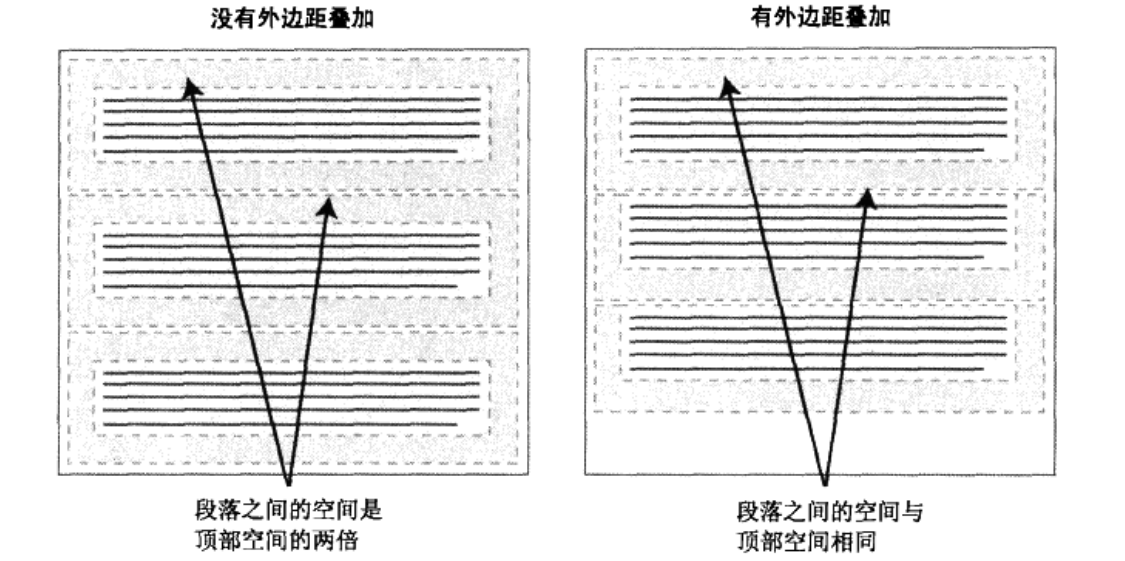 没有外边距叠加
有外边距叠加
段落之间的空间是
顶部空间的两倍
段落之间的空间与
顶部空间相同